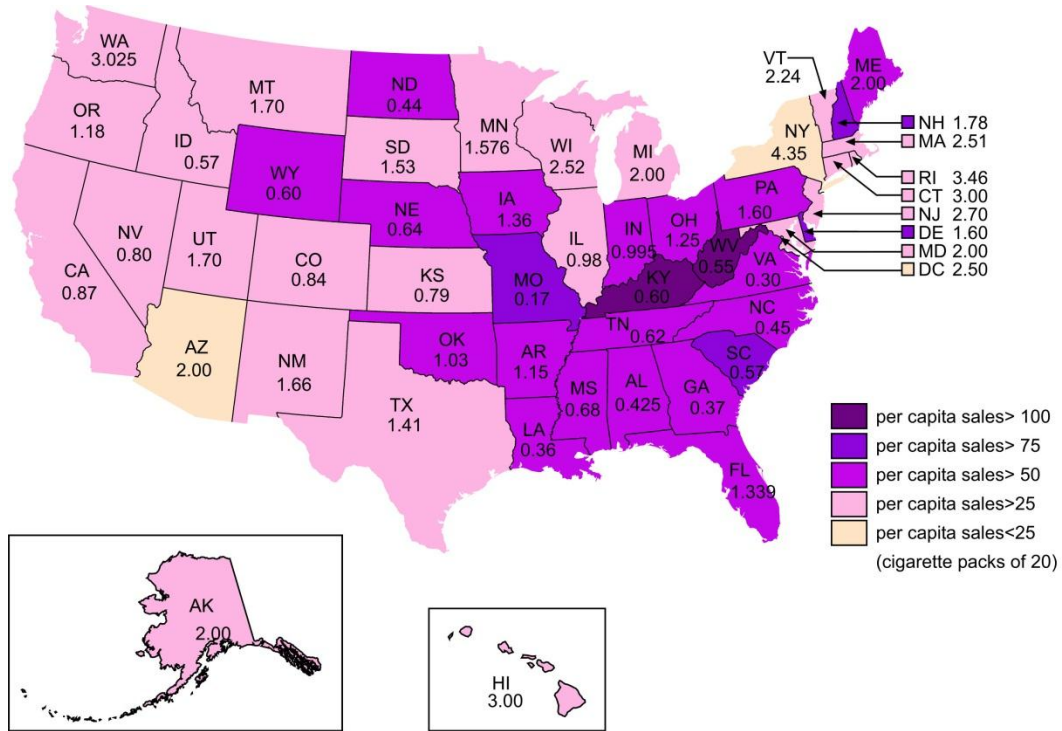 WA
3.025
OR
1.18
CA
0.87
ID
0.57
NV
0.80
MT
1.70
WY
0.60
UT
1.70
AZ
2.00
CO
0.84
NM
1.66
ND
0.44
SD
1.53
NE
0.64
KS
0.79
OK
1.03
TX
1.41
MN
1.576
IA
1.36
MO
0.17
AR
1.15
LA
0.36
WI
2.52
IL
0.98
MI
2.00
IN
0.995
OH
1.25
KY
0.60
WV
0.55
TN
0.62
MS
0.68
AL
0.425
GA
0.37
FL
1.339
SC
0.57
NC
0.45
VA
0.30
PA
1.60
NY
4.35
VT
2.24
ME
2.00
NH 1.78
MA 2.51
RI 3.46
CT 3.00
NJ 2.70
DE 1.60
MD 2.00
DC 2.50
per capita sales> 100
per capita sales> 75
per capita sales> 50
per capita sales>25
per capita sales<25
(cigarette packs of 20)
AK
2.00
HI
3.00